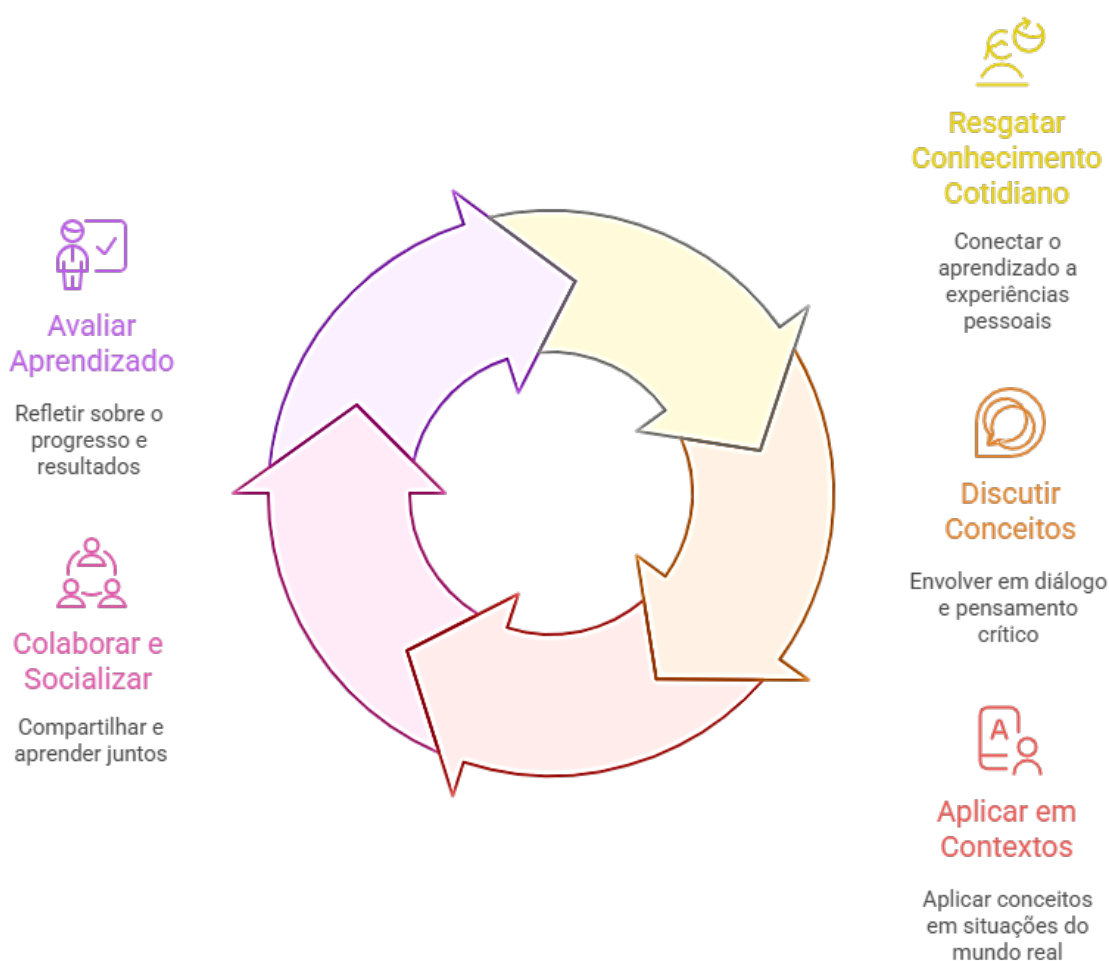 Resgatar
Conhecimento
Cotidiano
Conectar o
aprendizado a
experiências
pessoais
Discutir
Conceitos
Envolver em diálogo
e pensamento
crítico
A
Aplicar em
Contextos
Aplicar conceitos
em situações do
mundo real
Colaborar e
Socializar
Compartilhar e
aprender juntos
Avaliar
Aprendizado
Refletir sobre o
progresso e
resultados